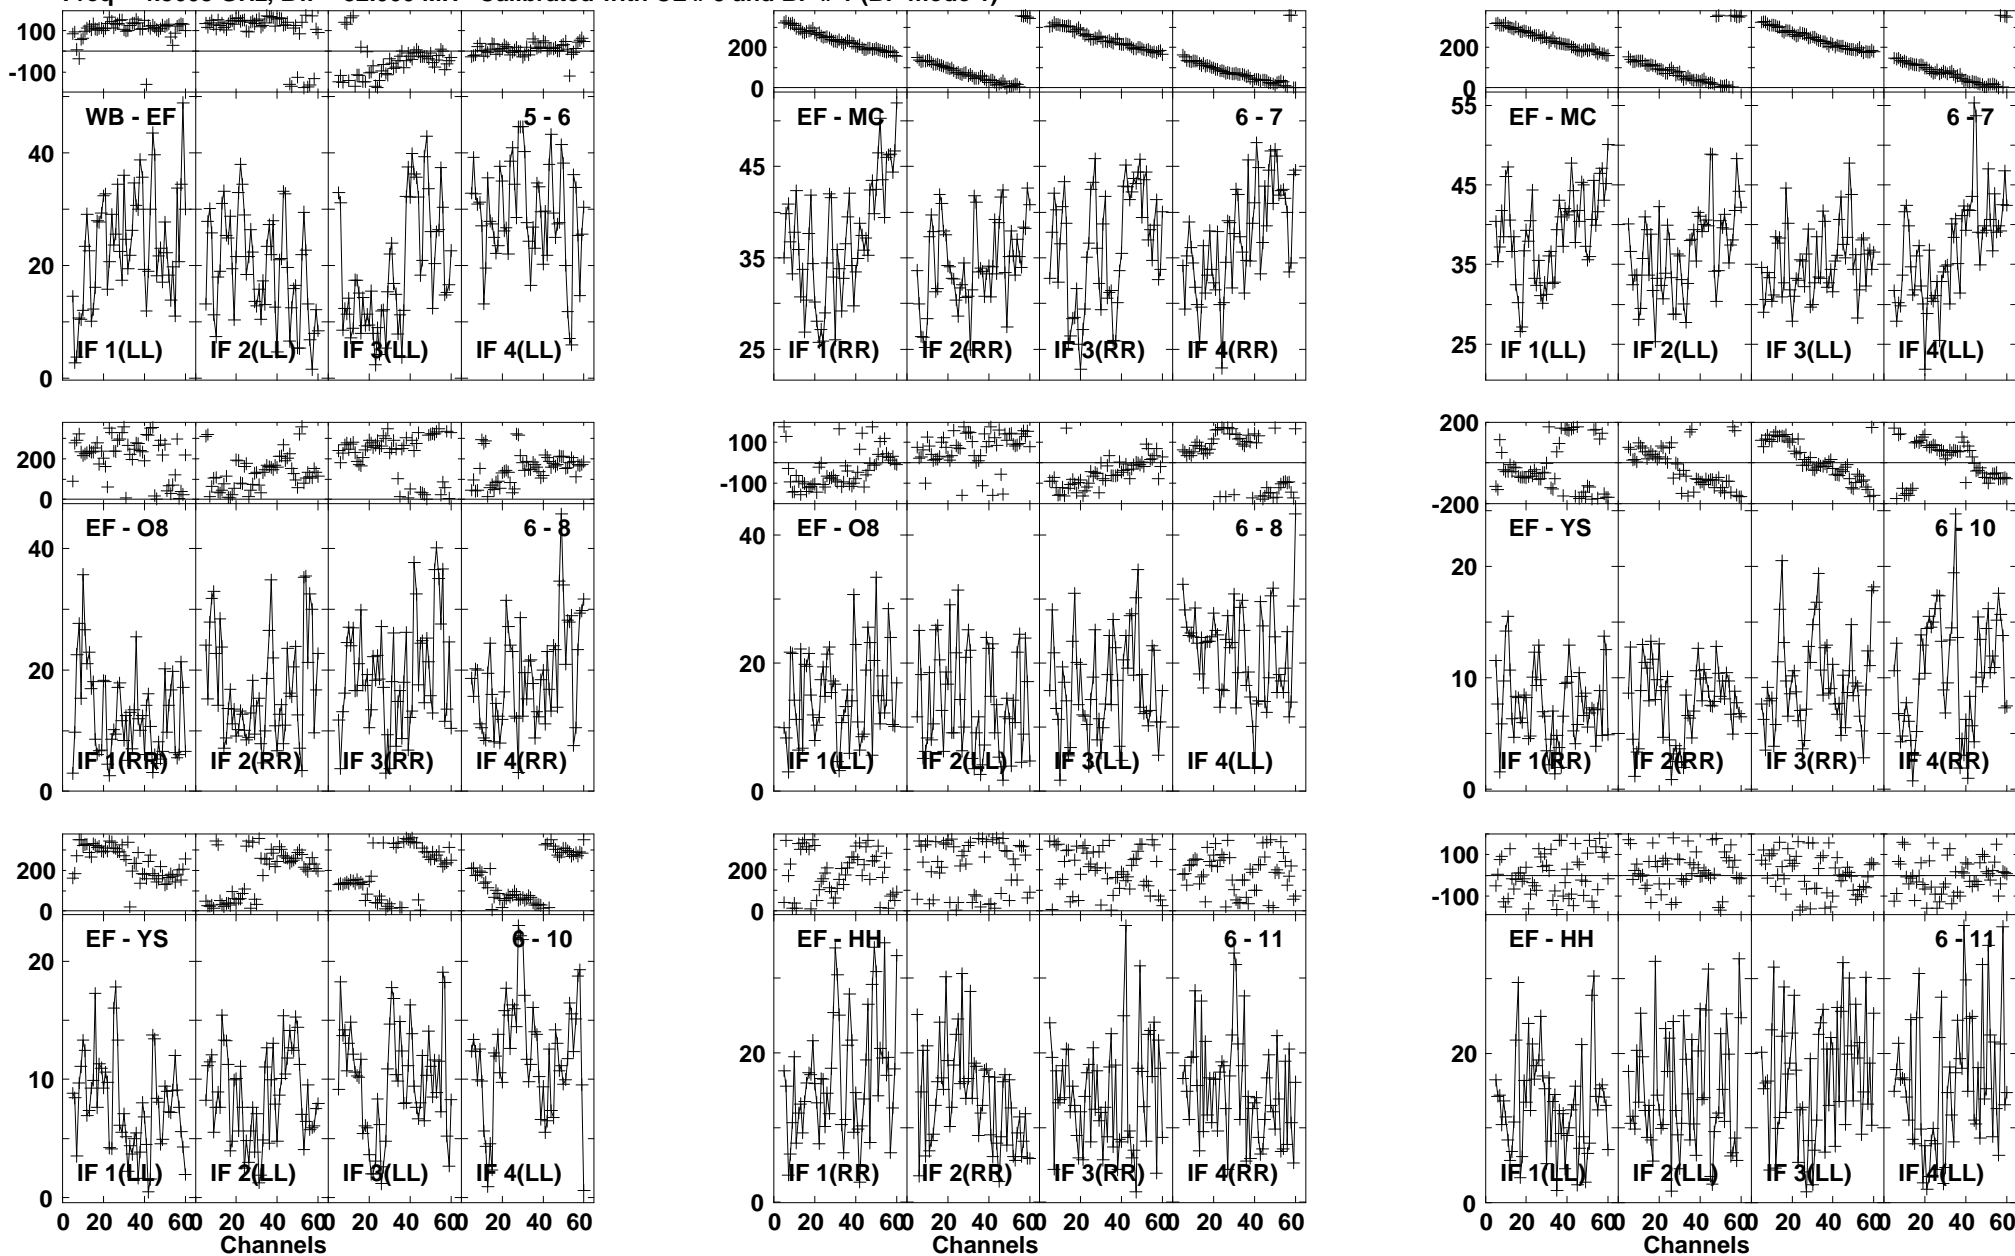 Freq GHz, Bw MH Calibrated with and BP mode
100
-100
WB - EF 5 - 6
40
20
0
IF 1(LL) IF 2(LL) IF 3(LL) IF 4(LL)
200
0
EF - MC 6 - 7
45
35
25
IF 1(RR) IF 2(RR) IF 3(RR) IF 4(RR)
200
0
EF - MC 6 - 7
55
45
35
25
IF 1(LL) IF 2(LL) IF 3(LL) IF 4(LL)
200
0
EF - O8 6 - 8
40
20
0
IF 1(RR) IF 2(RR) IF 3(RR) IF 4(RR)
100
-100
EF - O8 6 - 8
40
20
0
IF 1(LL) IF 2(LL) IF 3(LL) IF 4(LL)
200
-200
EF - YS 6 - 10
20
10
0
IF 1(RR) IF 2(RR) IF 3(RR) IF 4(RR)
200
0
EF - YS 6 - 10
20
10
0
IF 1(LL) IF 2(LL) IF 3(LL) IF 4(LL)
0 20 40 60 0 20 40 60 0 20 40 60 0 20 40 60
Channels
200
0
EF - HH 6 - 11
20
0
IF 1(RR) IF 2(RR) IF 3(RR) IF 4(RR)
0 20 40 60 0 20 40 60 0 20 40 60 0 20 40 60
Channels
100
-100
EF - HH 6 - 11
20
0
IF 1(LL) IF 2(LL) IF 3(LL) IF 4(LL)
0 20 40 60 0 20 40 60 0 20 40 60 0 20 40 60
Channels